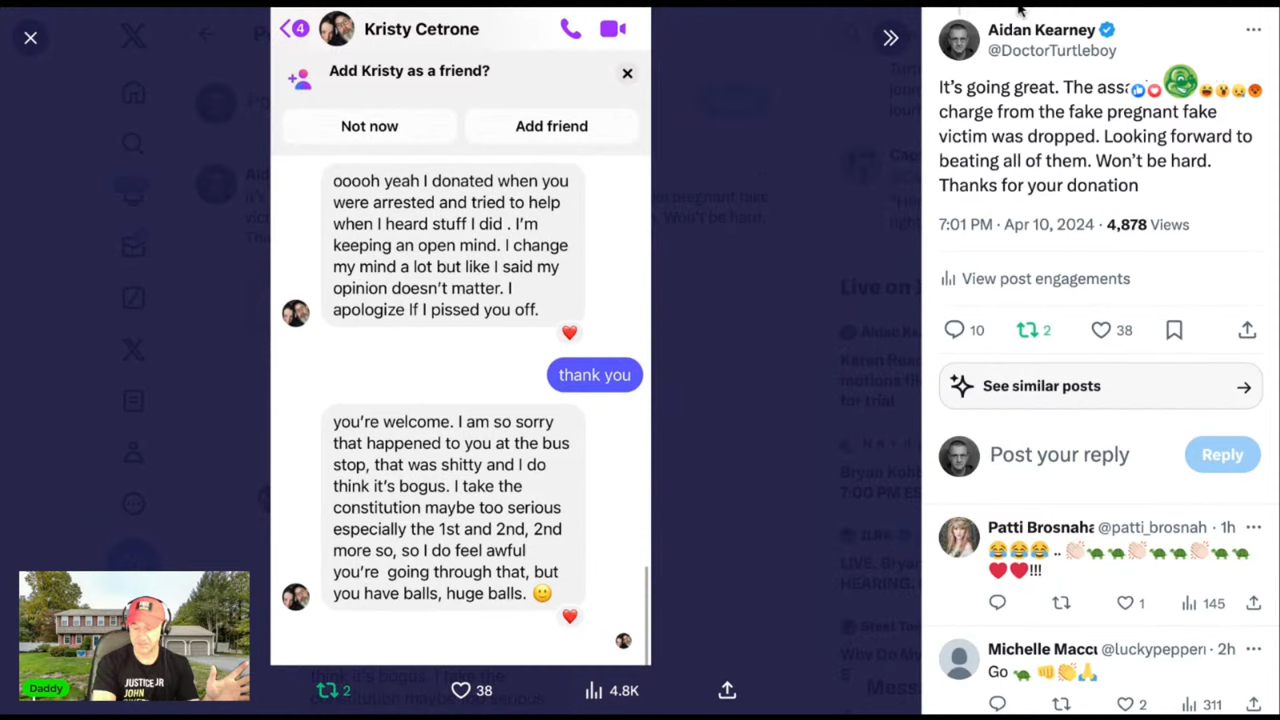 4
Kristy Cetrone
Add Kristy as a friend?
Not now
Add friend
ooooh yeah I donated when you
were arrested and tried to help
when I heard stuff I did . I'm
keeping an open mind. I change
my mind a lot but like I said my
opinion doesn't matter. I
apologize If I pissed you off.
thank you
you're welcome. I am so sorry
that happened to you at the bus
stop, that was shitty and I do
think it's bogus. I take the
constitution maybe too serious
especially the 1st and 2nd, 2nd
more so, so I do feel awful
you're going through that, but
you have balls, huge balls. 🙂
2
38
4.8K
Daddy
JUSTICE JR
JOHN
Aidan Kearney
@DoctorTurtleboy
It's going great. The assa
charge from the fake pregnant fake
victim was dropped. Looking forward to
beating all of them. Won't be hard.
Thanks for your donation
7:01 PM · Apr 10, 2024 · 4,878 Views
View post engagements
10
2
38
See similar posts
Post your reply
Reply
Patti Brosnaha @patti_brosnah · 1h
😂😂😂 .. 👏🏻🐢🐢👏🏻🐢🐢👏🏻🐢🐢
❤️❤️!!!
1
145
Michelle Maccu @luckypepperr · 2h
Go 🐢 👊👏🙏
2
311